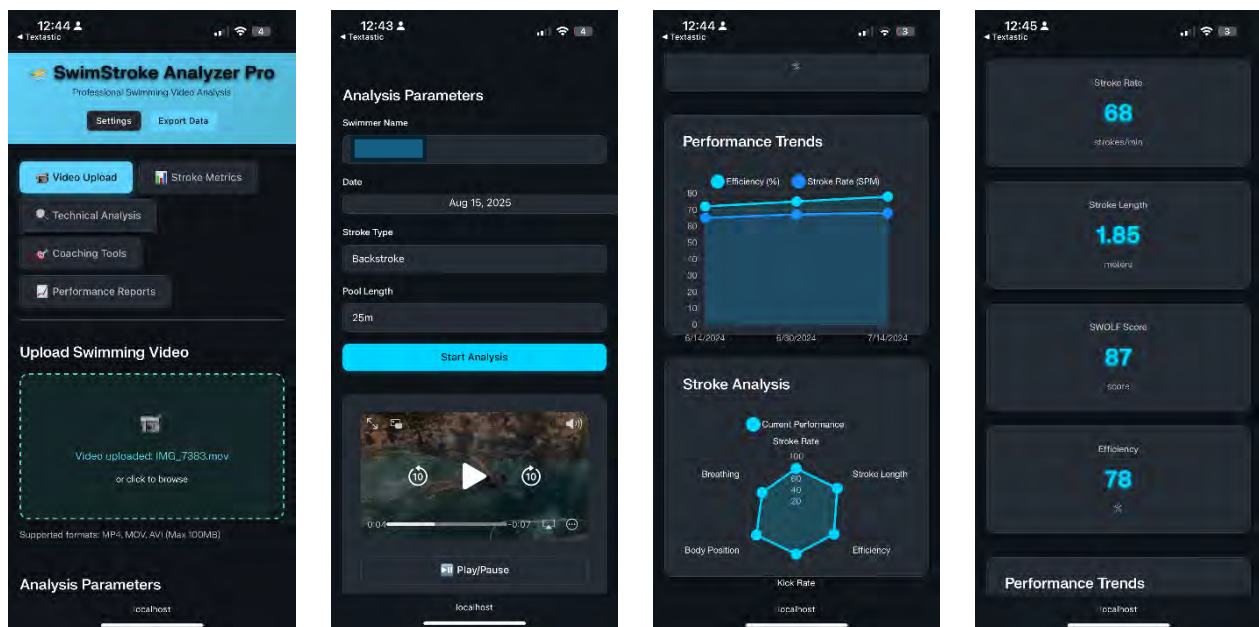 12:44
Textastic
4
SwimStroke Analyzer Pro
Professional Swimming Video Analysis
Settings
Export Data
Video Upload
Stroke Metrics
Technical Analysis
Coaching Tools
Performance Reports
Upload Swimming Video
Video uploaded: IMG_7383.mov
or click to browse
Supported formats: MP4, MOV, AVI (Max 100MB)
Analysis Parameters
localhost
12:43
Textastic
4
Analysis Parameters
Swimmer Name
Date
Aug 15, 2025
Stroke Type
Backstroke
Pool Length
25m
Start Analysis
10
10
0:04
-0:07
Play/Pause
localhost
12:44
Textastic
3
%
Performance Trends
Efficiency (%)
Stroke Rate (SPM)
80
70
60
50
40
30
20
10
0
6/14/2024
6/30/2024
7/14/2024
Stroke Analysis
Current Performance
Stroke Rate
100
60
40
20
Breathing
Stroke Length
Body Position
Efficiency
Kick Rate
localhost
12:45
Textastic
3
Stroke Rate
68
strokes/min
Stroke Length
1.85
meters
SWOLF Score
87
score
Efficiency
78
%
Performance Trends
localhost